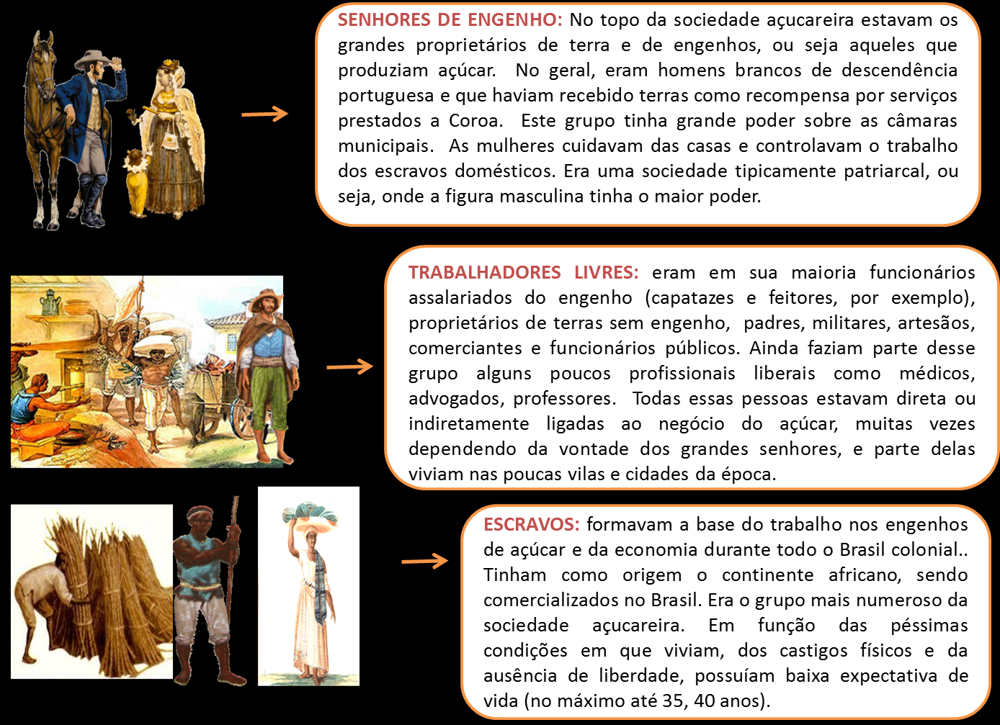 SENHORES DE ENGENHO: No topo da sociedade açucareira estavam os
grandes proprietários de terra e de engenhos, ou seja aqueles que
produziam açúcar. No geral, eram homens brancos de descendência
portuguesa e que haviam recebido terras como recompensa por serviços
prestados a Coroa. Este grupo tinha grande poder sobre as câmaras
municipais. As mulheres cuidavam das casas e controlavam o trabalho
dos escravos domésticos. Era uma sociedade tipicamente patriarcal, ou
seja, onde a figura masculina tinha o maior poder.
TRABALHADORES LIVRES: eram em sua maioria funcionários
assalariados do engenho (capatazes e feitores, por exemplo),
proprietários de terras sem engenho, padres, militares, artesãos,
comerciantes e funcionários públicos. Ainda faziam parte desse
grupo alguns poucos profissionais liberais como médicos,
advogados, professores. Todas essas pessoas estavam direta ou
indiretamente ligadas ao negócio do açúcar, muitas vezes
dependendo da vontade dos grandes senhores, e parte delas
viviam nas poucas vilas e cidades da época.
ESCRAVOS: formavam a base do trabalho nos engenhos
de açúcar e da economia durante todo o Brasil colonial..
Tinham como origem o continente africano, sendo
comercializados no Brasil. Era o grupo mais numeroso da
sociedade açucareira. Em função das péssimas
condições em que viviam, dos castigos físicos e da
ausência de liberdade, possuíam baixa expectativa de
vida (no máximo até 35, 40 anos).